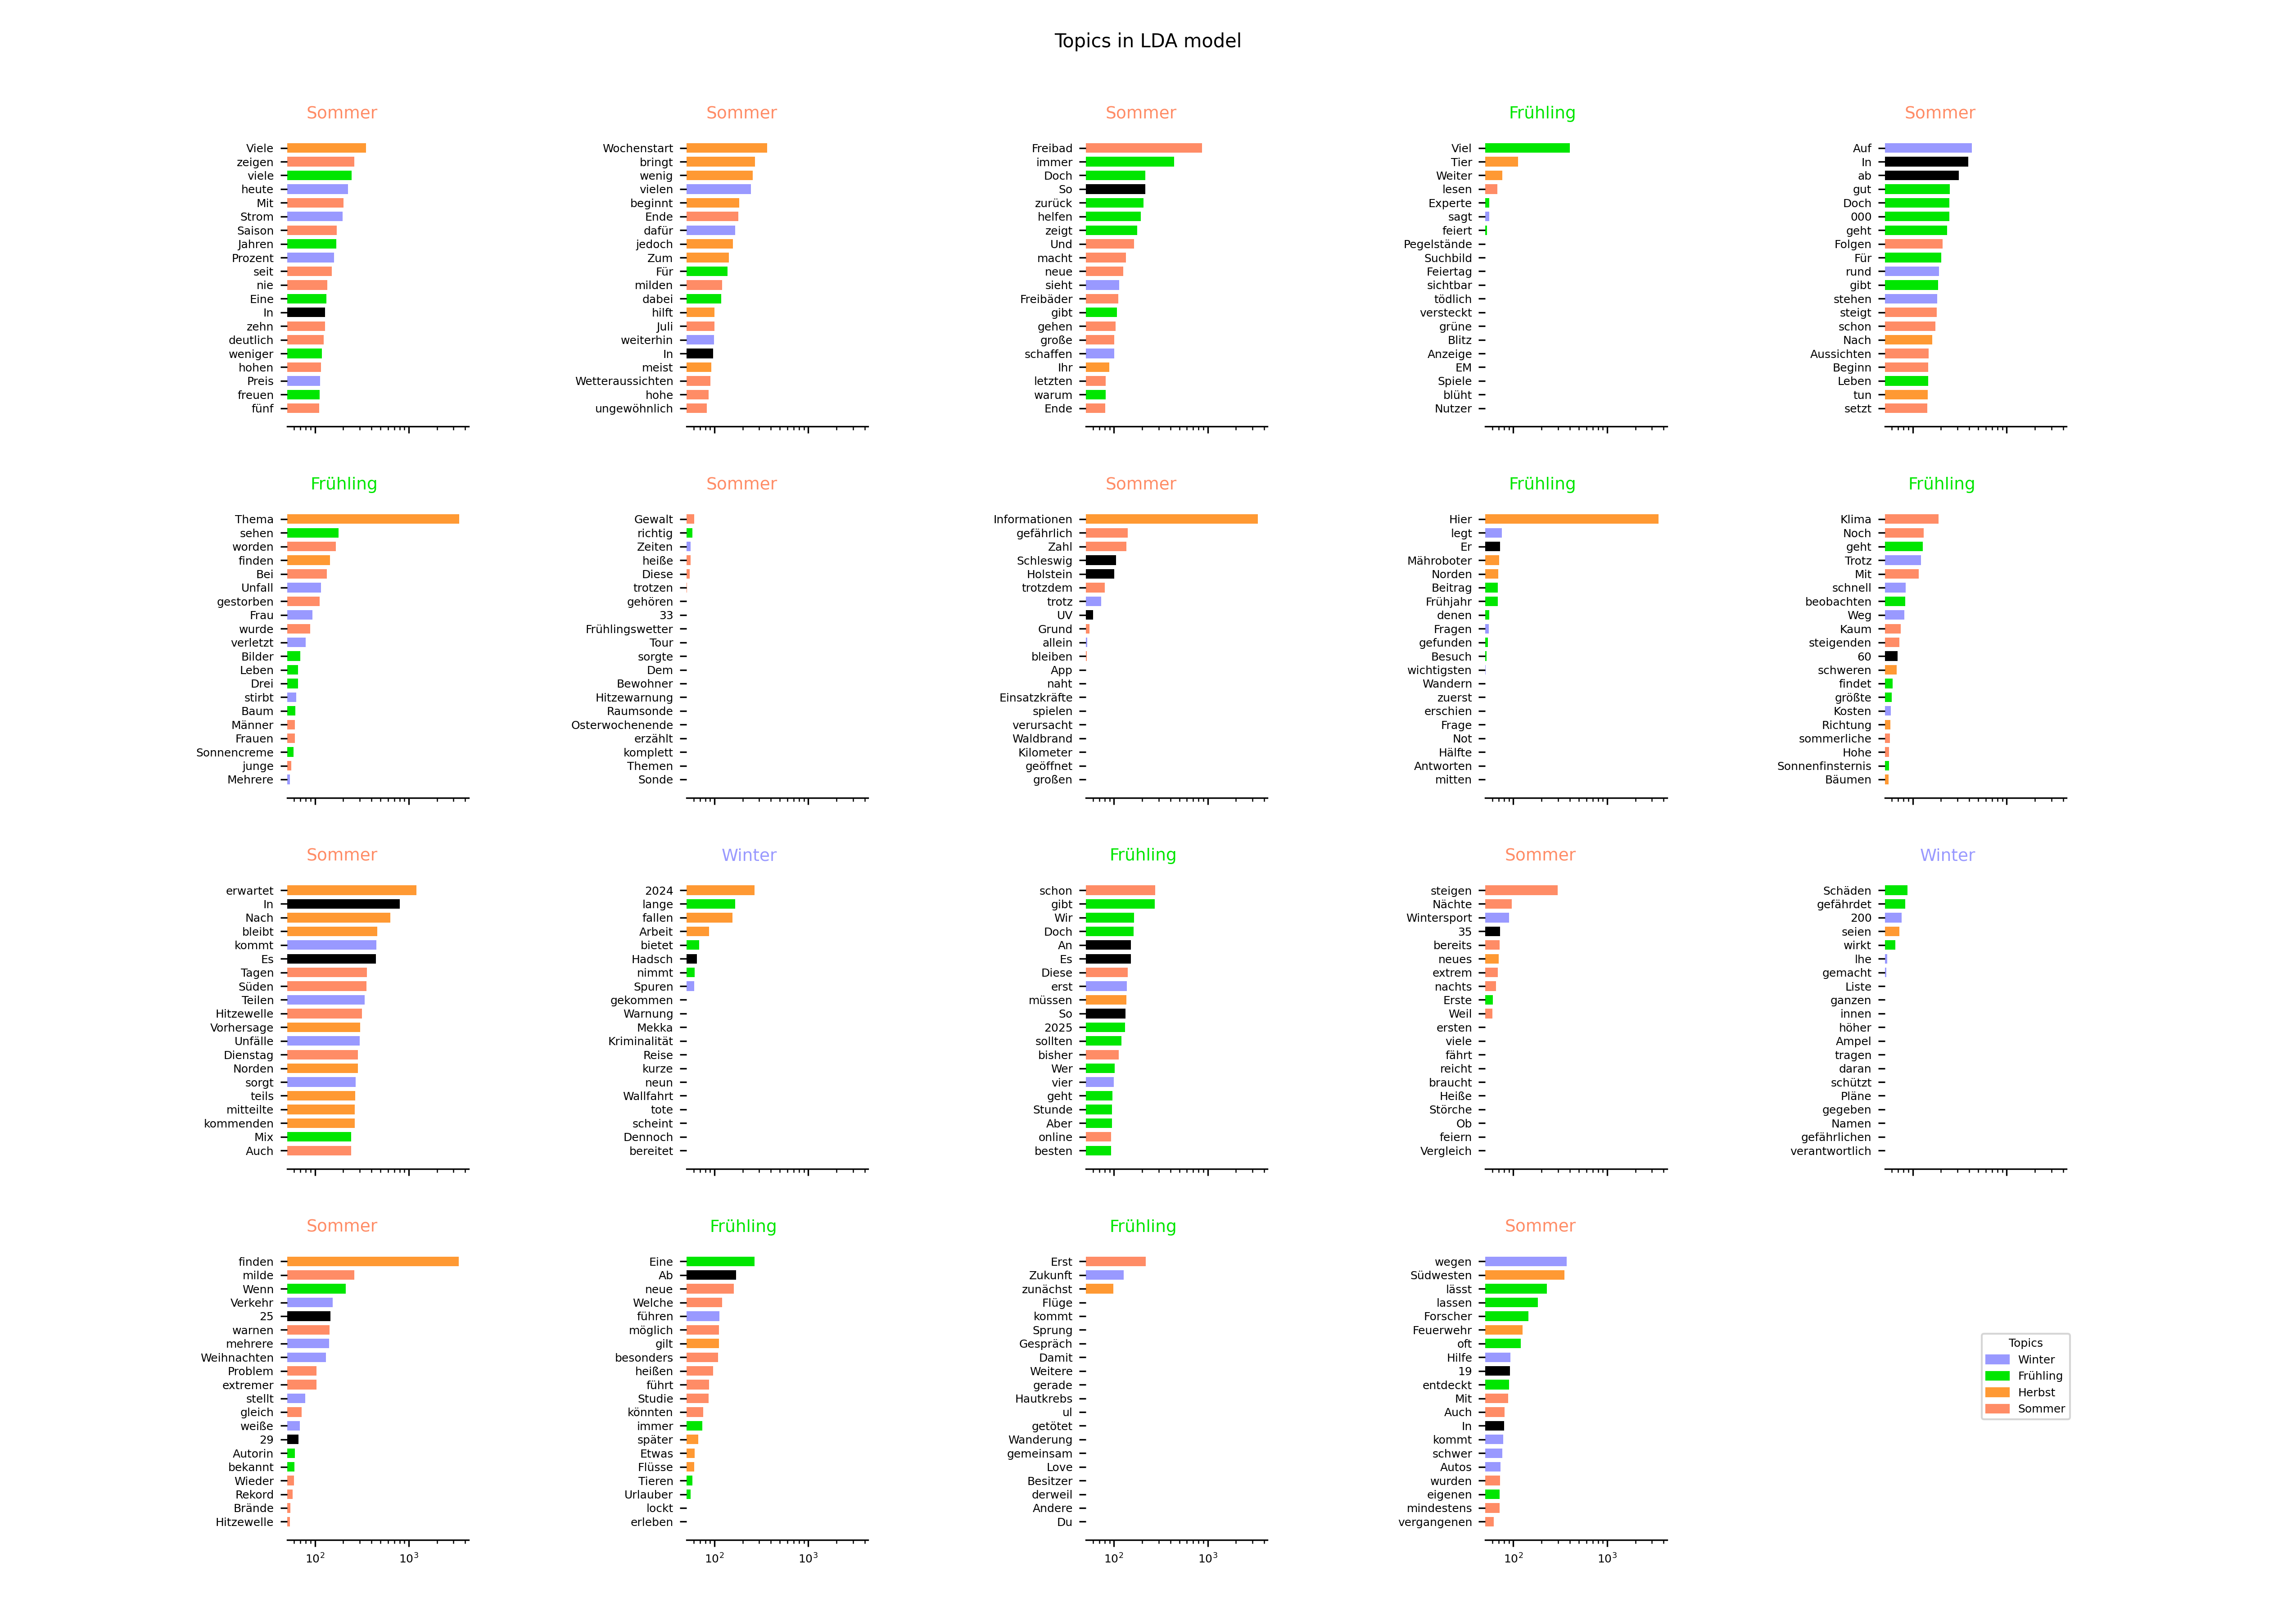 Topics in LDA model
Sommer
Viele
zeigen
viele
heute
Mit
Strom
Saison
Jahren
Prozent
seit
nie
Eine
In
zehn
deutlich
weniger
hohen
Preis
freuen
fünf
Sommer
Wochenstart
bringt
wenig
vielen
beginnt
Ende
dafür
jedoch
Zum
Für
milden
dabei
hilft
Juli
weiterhin
In
meist
Wetteraussichten
hohe
ungewöhnlich
Sommer
Freibad
immer
Doch
So
zurück
helfen
zeigt
Und
macht
neue
sieht
Freibäder
gibt
gehen
große
schaffen
Ihr
letzten
warum
Ende
Frühling
Viel
Tier
Weiter
lesen
Experte
sagt
feiert
Pegelstände
Suchbild
Feiertag
sichtbar
tödlich
versteckt
grüne
Blitz
Anzeige
EM
Spiele
blüht
Nutzer
Sommer
Auf
In
ab
gut
Doch
000
geht
Folgen
Für
rund
gibt
stehen
steigt
schon
Nach
Aussichten
Beginn
Leben
tun
setzt
Frühling
Thema
sehen
worden
finden
Bei
Unfall
gestorben
Frau
wurde
verletzt
Bilder
Leben
Drei
stirbt
Baum
Männer
Frauen
Sonnencreme
junge
Mehrere
Sommer
Gewalt
richtig
Zeiten
heiße
Diese
trotzen
gehören
33
Frühlingswetter
Tour
sorgte
Dem
Bewohner
Hitzewarnung
Raumsonde
Osterwochenende
erzählt
komplett
Themen
Sonde
Sommer
Informationen
gefährlich
Zahl
Schleswig
Holstein
trotzdem
trotz
UV
Grund
allein
bleiben
App
naht
Einsatzkräfte
spielen
verursacht
Waldbrand
Kilometer
geöffnet
großen
Frühling
Hier
legt
Er
Mähroboter
Norden
Beitrag
Frühjahr
denen
Fragen
gefunden
Besuch
wichtigsten
Wandern
zuerst
erschien
Frage
Not
Hälfte
Antworten
mitten
Frühling
Klima
Noch
geht
Trotz
Mit
schnell
beobachten
Weg
Kaum
steigenden
60
schweren
findet
größte
Kosten
Richtung
sommerliche
Hohe
Sonnenfinsternis
Bäumen
Sommer
erwartet
In
Nach
bleibt
kommt
Es
Tagen
Süden
Teilen
Hitzewelle
Vorhersage
Unfälle
Dienstag
Norden
sorgt
teils
mitteilte
kommenden
Mix
Auch
Winter
2024
lange
fallen
Arbeit
bietet
Hadsch
nimmt
Spuren
gekommen
Warnung
Mekka
Kriminalität
Reise
kurze
neun
Wallfahrt
tote
scheint
Dennoch
bereitet
Frühling
schon
gibt
Wir
Doch
An
Es
Diese
erst
müssen
So
2025
sollten
bisher
Wer
vier
geht
Stunde
Aber
online
besten
Sommer
steigen
Nächte
Wintersport
35
bereits
neues
extrem
nachts
Erste
Weil
ersten
viele
fährt
reicht
braucht
Heiße
Störche
Ob
feiern
Vergleich
Winter
Schäden
gefährdet
200
seien
wirkt
lhe
gemacht
Liste
ganzen
innen
höher
Ampel
tragen
daran
schützt
Pläne
gegeben
Namen
gefährlichen
verantwortlich
Sommer
finden
milde
Wenn
Verkehr
25
warnen
mehrere
Weihnachten
Problem
extremer
stellt
gleich
weiße
29
Autorin
bekannt
Wieder
Rekord
Brände
Hitzewelle
10²
10³
Frühling
Eine
Ab
neue
Welche
führen
möglich
gilt
besonders
heißen
führt
Studie
könnten
immer
später
Etwas
Flüsse
Tieren
Urlauber
lockt
erleben
10²
10³
Frühling
Erst
Zukunft
zunächst
Flüge
kommt
Sprung
Gespräch
Damit
Weitere
gerade
Hautkrebs
ul
getötet
Wanderung
gemeinsam
Love
Besitzer
derweil
Andere
Du
10²
10³
Sommer
wegen
Südwesten
lässt
lassen
Forscher
Feuerwehr
oft
Hilfe
19
entdeckt
Mit
Auch
In
kommt
schwer
Autos
wurden
eigenen
mindestens
vergangenen
10²
10³
Topics
Winter
Frühling
Herbst
Sommer